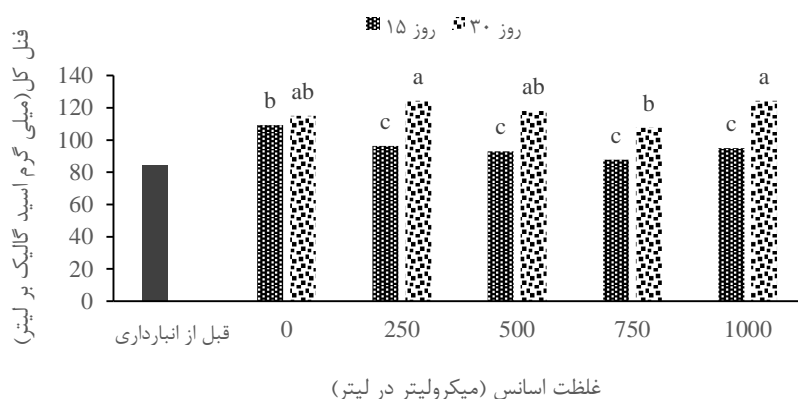 ۱۵ روز ۳۰ روز
فنل کل(میلی گرم اسید گالیک بر لیتر)
140
120
100
80
60
40
20
0
b ab c a c ab c b c a
قبل از انبارداری 0 250 500 750 1000
غلظت اسانس (میکرولیتر در لیتر)